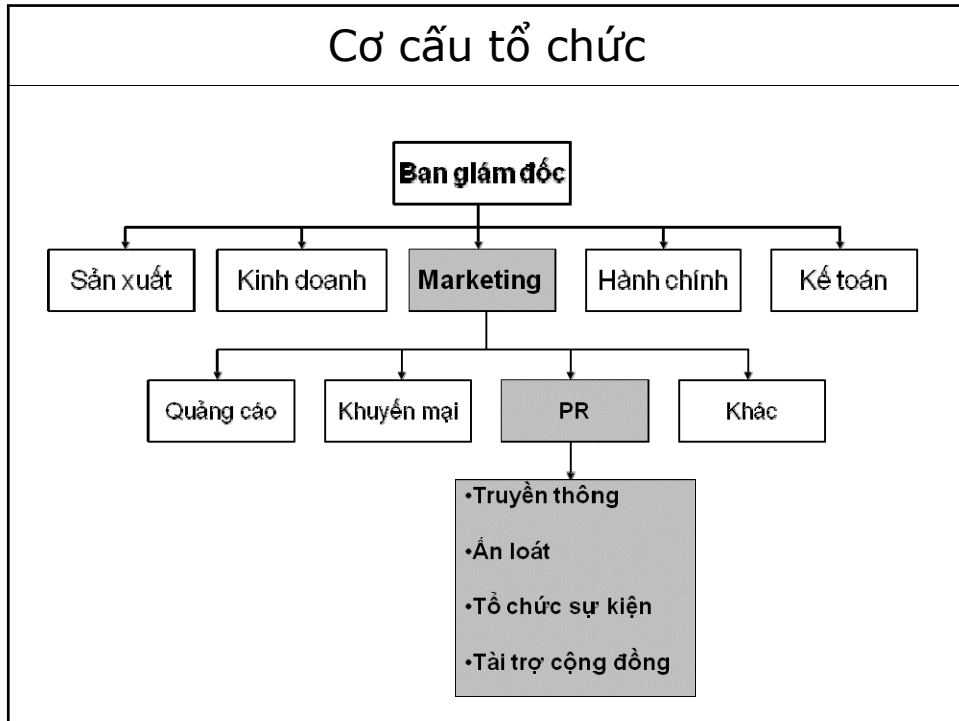 Cơ cấu tổ chức
Ban giám đốc
Sản xuất
Kinh doanh
Marketing
Hành chính
Kế toán
Quảng cáo
Khuyến mại
PR
Khác
•Truyền thông
•Ấn loát
•Tổ chức sự kiện
•Tài trợ cộng đồng